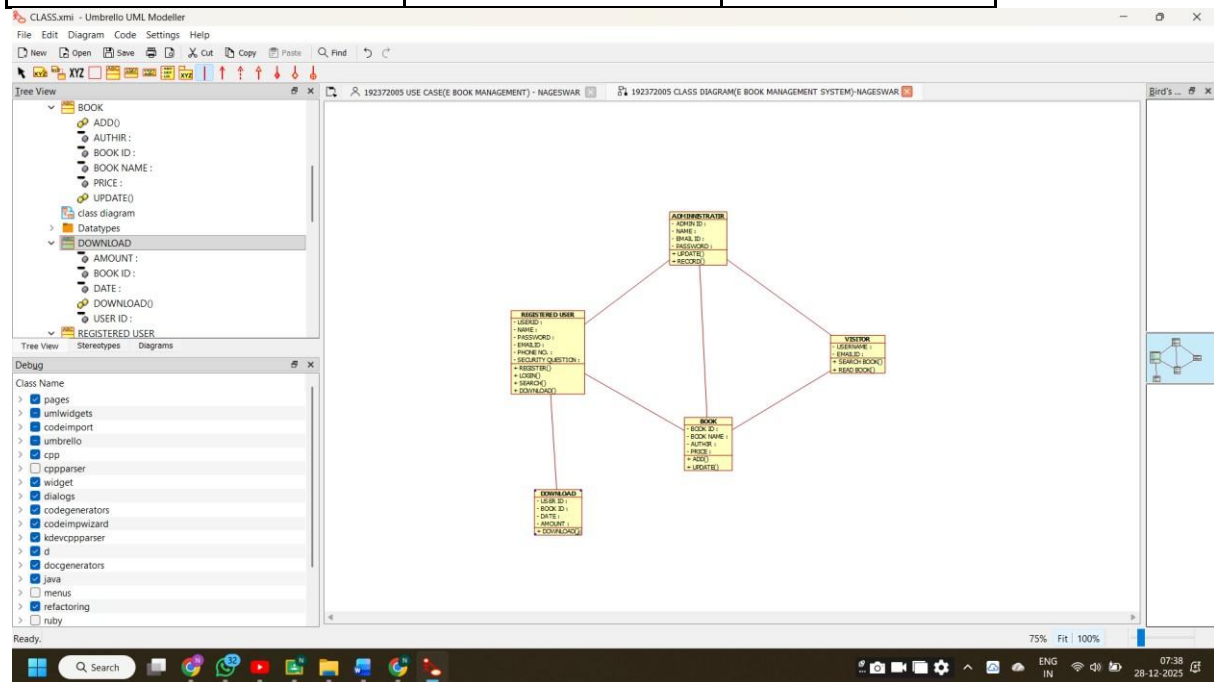 CLASS.xmi - Umbrello UML Modeller
File Edit Diagram Code Settings Help
New Open Save Cut Copy Paste Find
XYZ XYZ
Tree View
192372005 USE CASE(E BOOK MANAGEMENT) - NAGESWAR
192372005 CLASS DIAGRAM(E BOOK MANAGEMENT SYSTEM)-NAGESWAR
Bird's ...
BOOK
ADD()
AUTHIR :
BOOK ID :
BOOK NAME :
PRICE :
UPDATE()
class diagram
Datatypes
DOWNLOAD
AMOUNT :
BOOK ID :
DATE :
DOWNLOAD()
USER ID :
REGISTERED USER
Tree View Stereotypes Diagrams
Debug
Class Name
pages
umlwidgets
codeimport
umbrello
cpp
cppparser
widget
dialogs
codegenerators
codeimpwizard
kdevcppparser
d
docgenerators
java
menus
refactoring
ruby
- ADMIN ID :
- NAME :
- EMAIL ID :
- PASSWORD :
+ UPDATE()
+ RECORD()
REGISTERED USER
- USERID :
- NAME :
- PASSWORD :
- EMAILID :
- PHONE NO. :
- SECURITY QUESTION :
+ REGISTER()
+ LOGIN()
+ SEARCH()
+ DOWNLOAD()
VISITOR
- USERNAME :
- EMAILID :
+ SEARCH BOOK()
+ READ BOOK()
BOOK
- BOOK ID :
- BOOK NAME :
- AUTHIR :
- PRICE :
+ ADD()
+ UPDATE()
DOWNLOAD
- USER ID :
- BOOK ID :
- DATE :
- AMOUNT :
+ DOWNLOAD()
Ready.
75% Fit 100%
Search
32
ENG
IN
07:38
28-12-2025